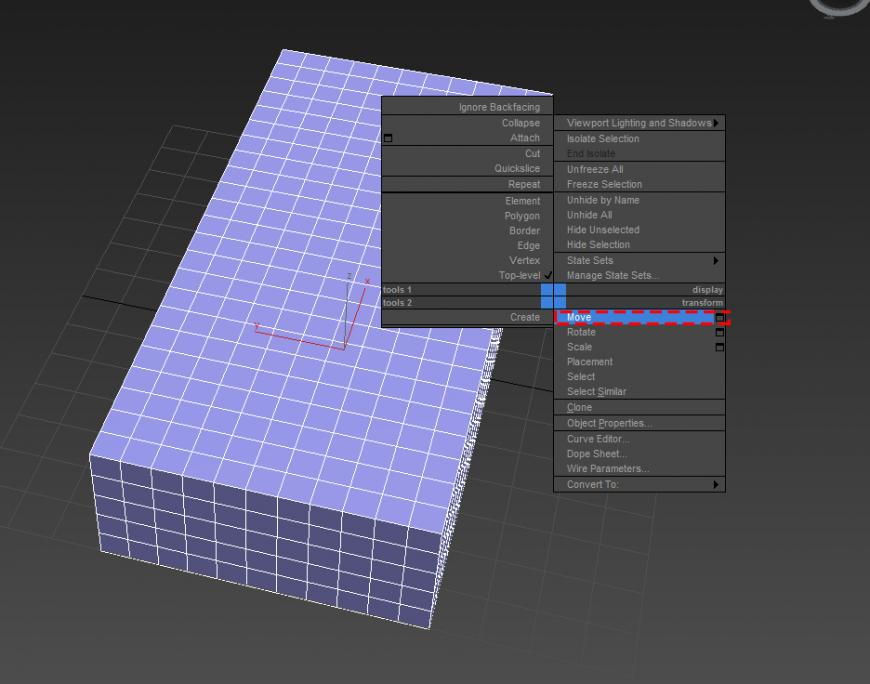 Ignore Backfacing
Collapse
Attach
Cut
Quickslice
Repeat
Element
Polygon
Border
Edge
Vertex
Top-level
tools 1
tools 2
Create
Viewport Lighting and Shadows
Isolate Selection
End Isolate
Unfreeze All
Freeze Selection
Unhide by Name
Unhide All
Hide Unselected
Hide Selection
State Sets
Manage State Sets...
display
transform
Move
Rotate
Scale
Placement
Select
Select Similar
Clone
Object Properties...
Curve Editor...
Dope Sheet...
Wire Parameters...
Convert To:
z
x
y